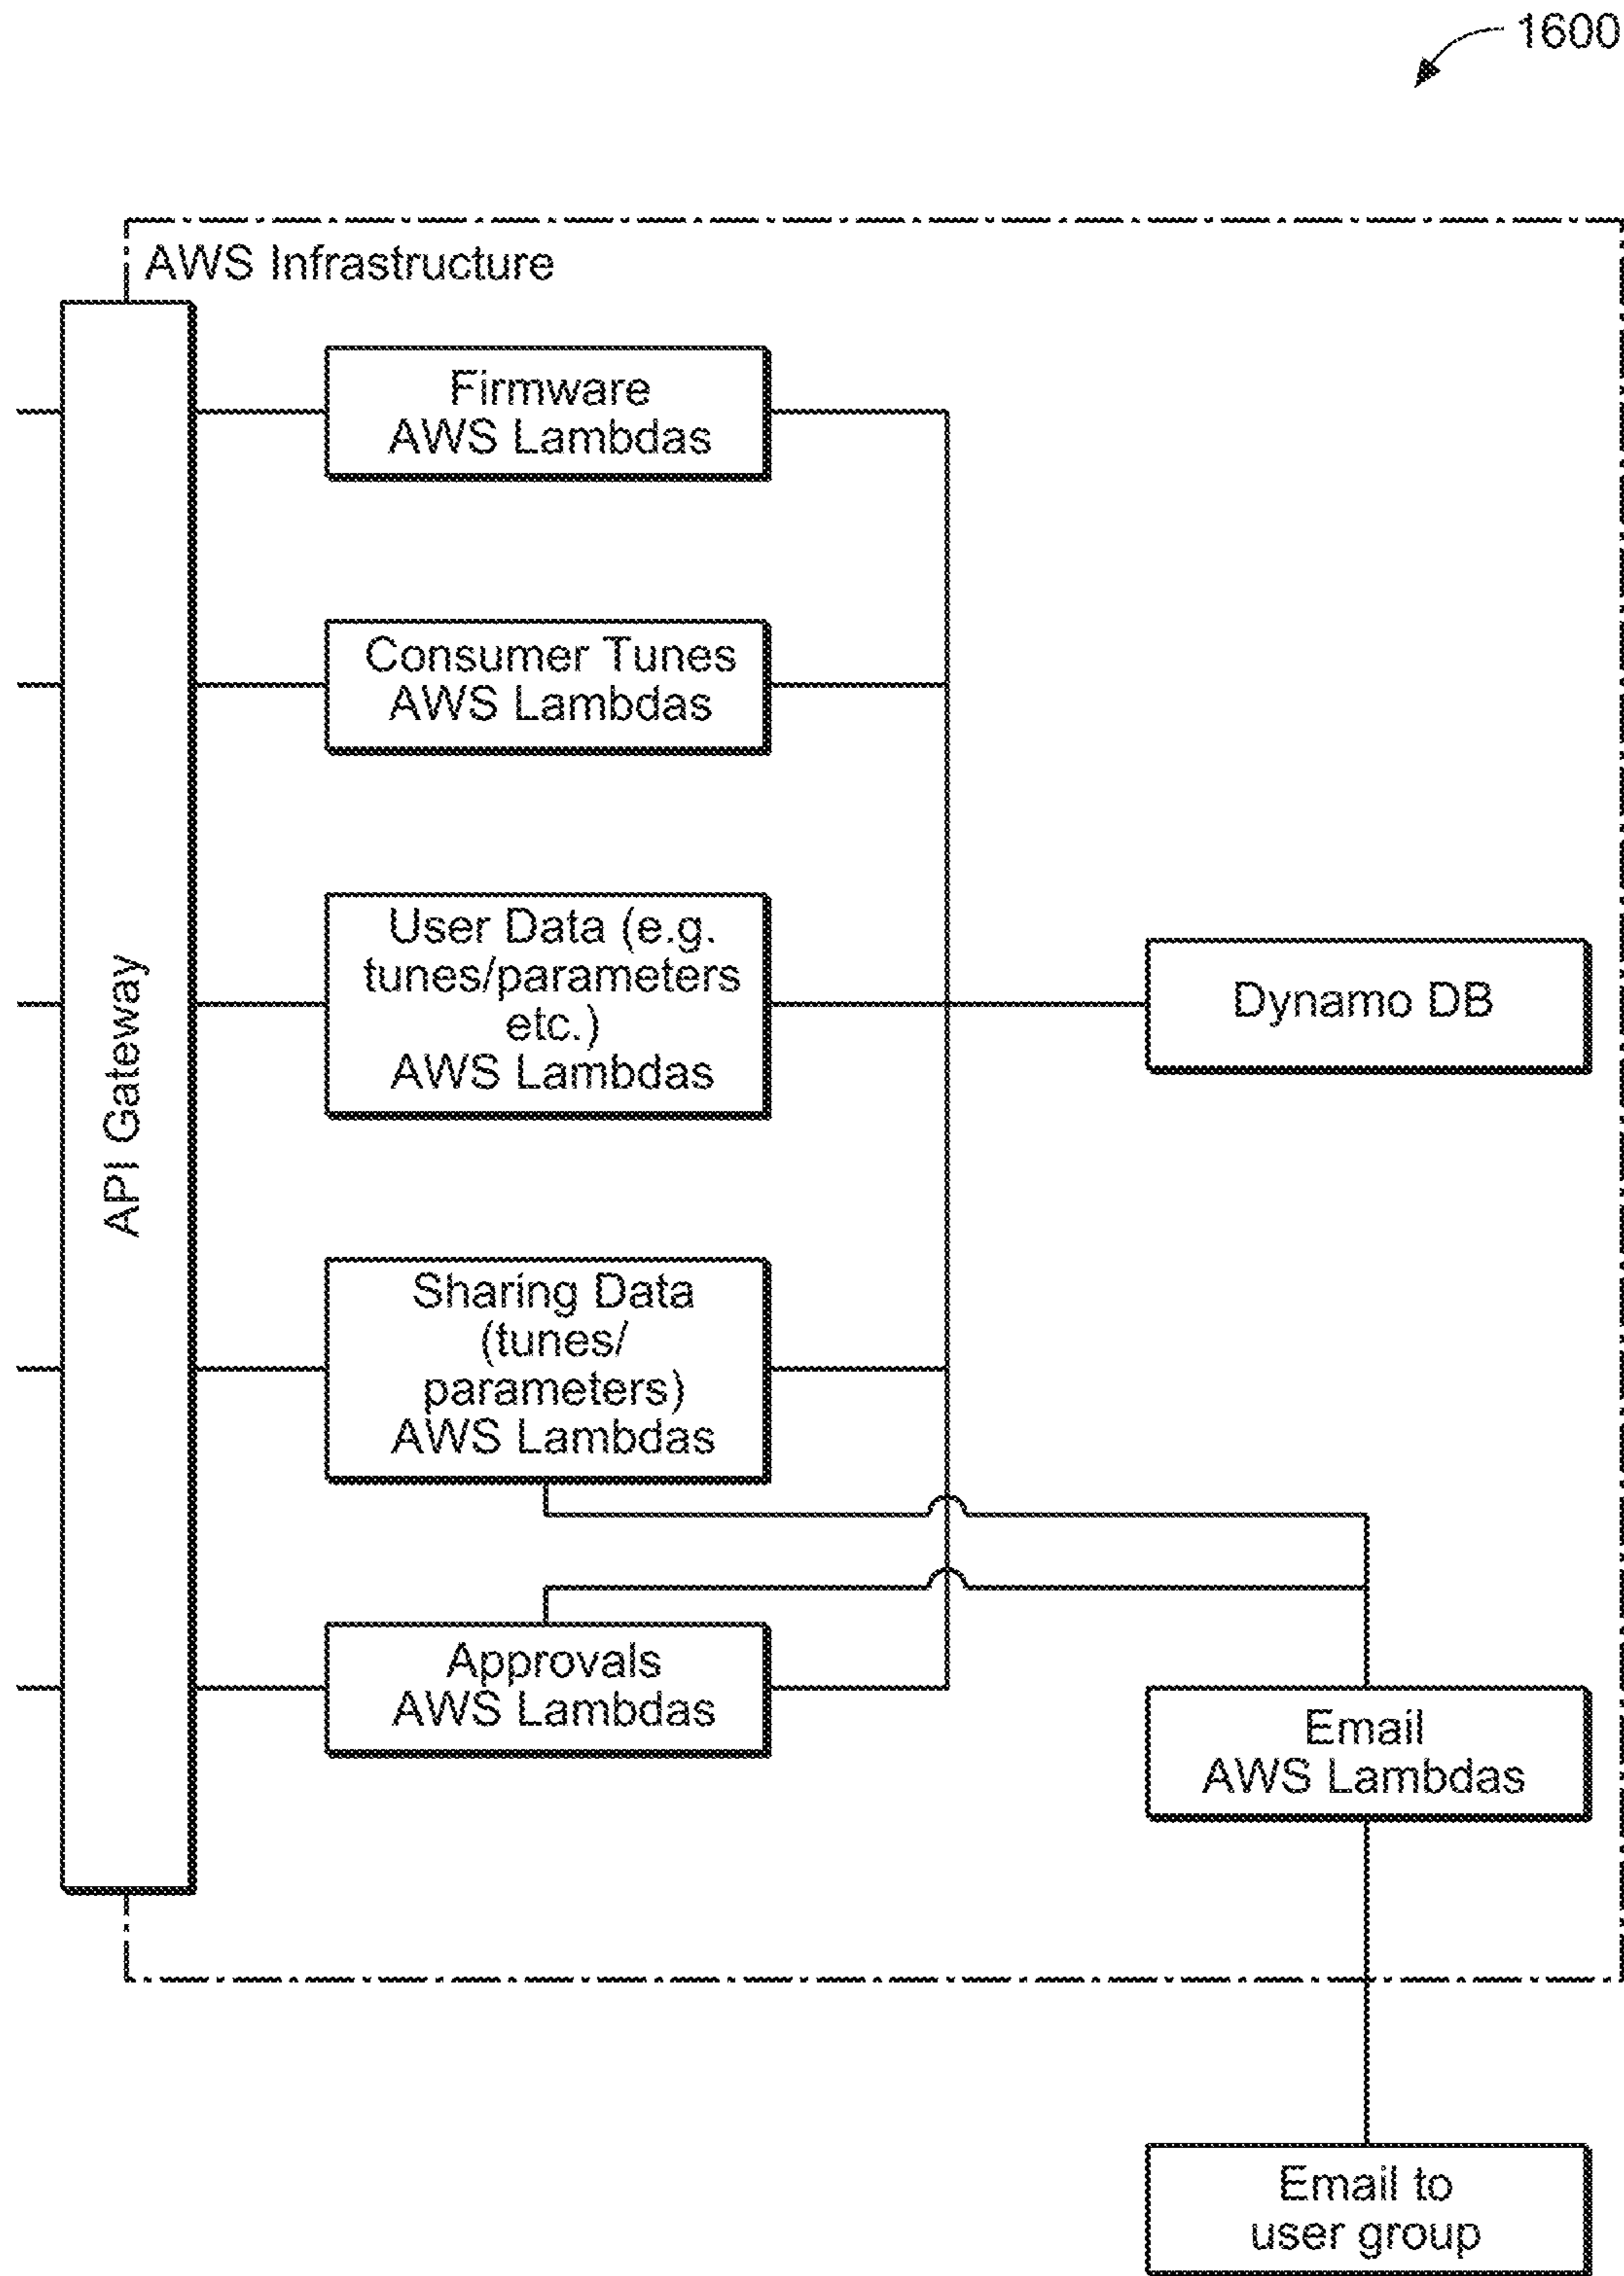 1600
AWS Infrastructure
API Gateway
Firmware
AWS Lambdas
Consumer Tunes
AWS Lambdas
User Data (e.g.
tunes/parameters
etc.)
AWS Lambdas
Dynamo DB
Sharing Data
(tunes/
parameters)
AWS Lambdas
Approvals
AWS Lambdas
Email
AWS Lambdas
Email to
user group